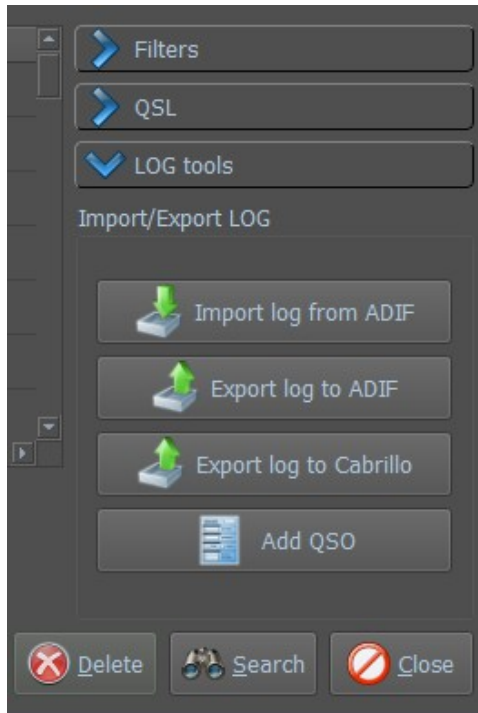 Filters
QSL
LOG tools
Import/Export LOG
Import log from ADIF
Export log to ADIF
Export log to Cabrillo
Add QSO
Delete Search Close